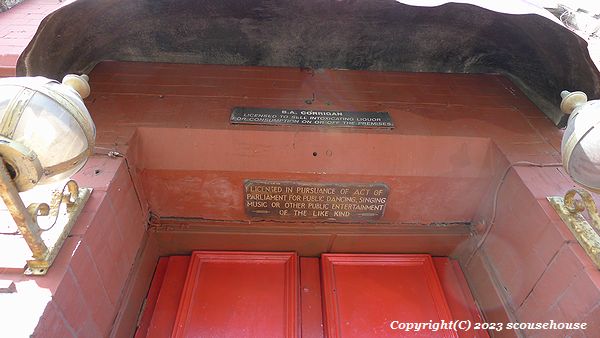 B.A. CORRIGAN
LICENSED TO SELL INTOXICATING LIQUOR
FOR CONSUMPTION ON OR OFF THE PREMISES.
LICENSED IN PURSUANCE OF ACT OF
PARLIAMENT FOR PUBLIC DANCING, SINGING
MUSIC OR OTHER PUBLIC ENTERTAINMENT
OF THE LIKE KIND
Copyright(C) 2023 scousehouse